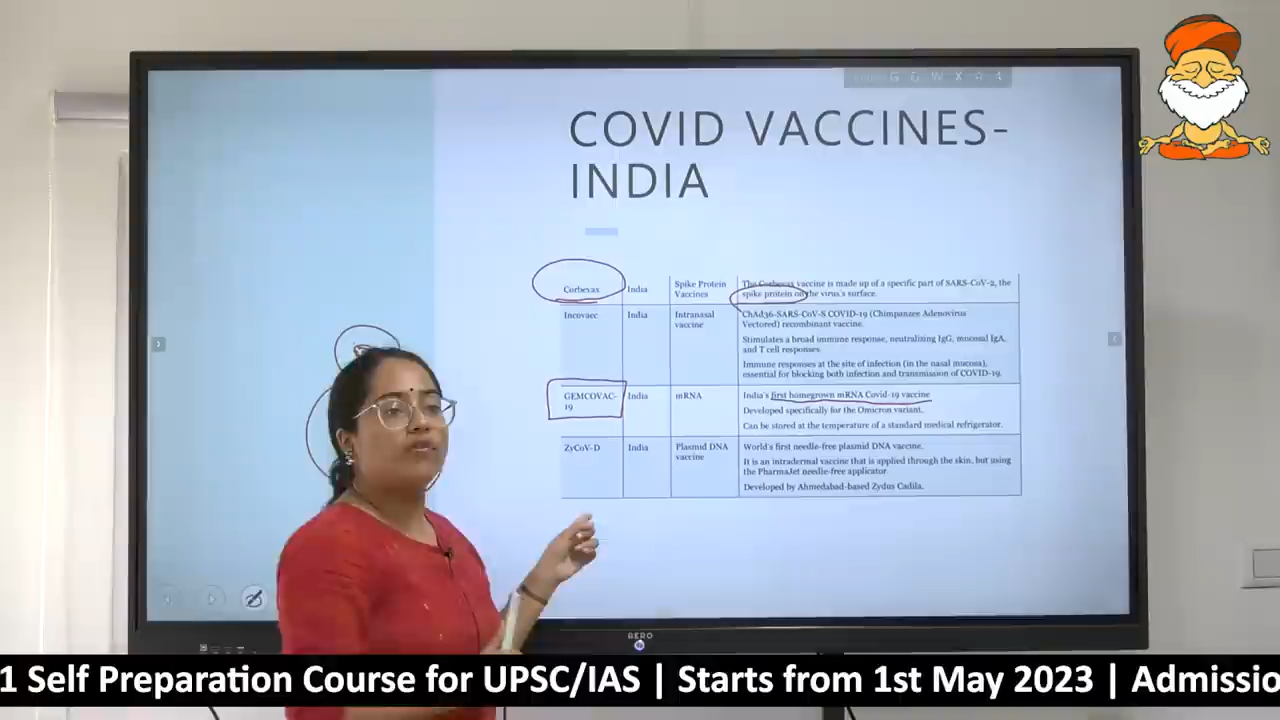 COVID VACCINES-
INDIA
Corbevax
India
Spike Protein
Vaccines
The Corbevax vaccine is made up of a specific part of SARS-CoV-2, the
spike protein on the virus's surface.
Incovacc
India
Intranasal
vaccine
ChAd36-SARS-CoV-S COVID-19 (Chimpanzee Adenovirus
Vectored) recombinant vaccine.
Stimulates a broad immune response, neutralizing IgG, mucosal IgA,
and T cell responses.
Immune responses at the site of infection (in the nasal mucosa),
essential for blocking both infection and transmission of COVID-19.
GEMCOVAC-
19
India
mRNA
India's first homegrown mRNA Covid-19 vaccine
Developed specifically for the Omicron variant.
Can be stored at the temperature of a standard medical refrigerator.
ZyCoV-D
India
Plasmid DNA
vaccine
World's first needle-free plasmid DNA vaccine.
It is an intradermal vaccine that is applied through the skin, but using
the PharmaJet needle-free applicator.
Developed by Ahmedabad-based Zydus Cadila.
1 Self Preparation Course for UPSC/IAS | Starts from 1st May 2023 | Admissio